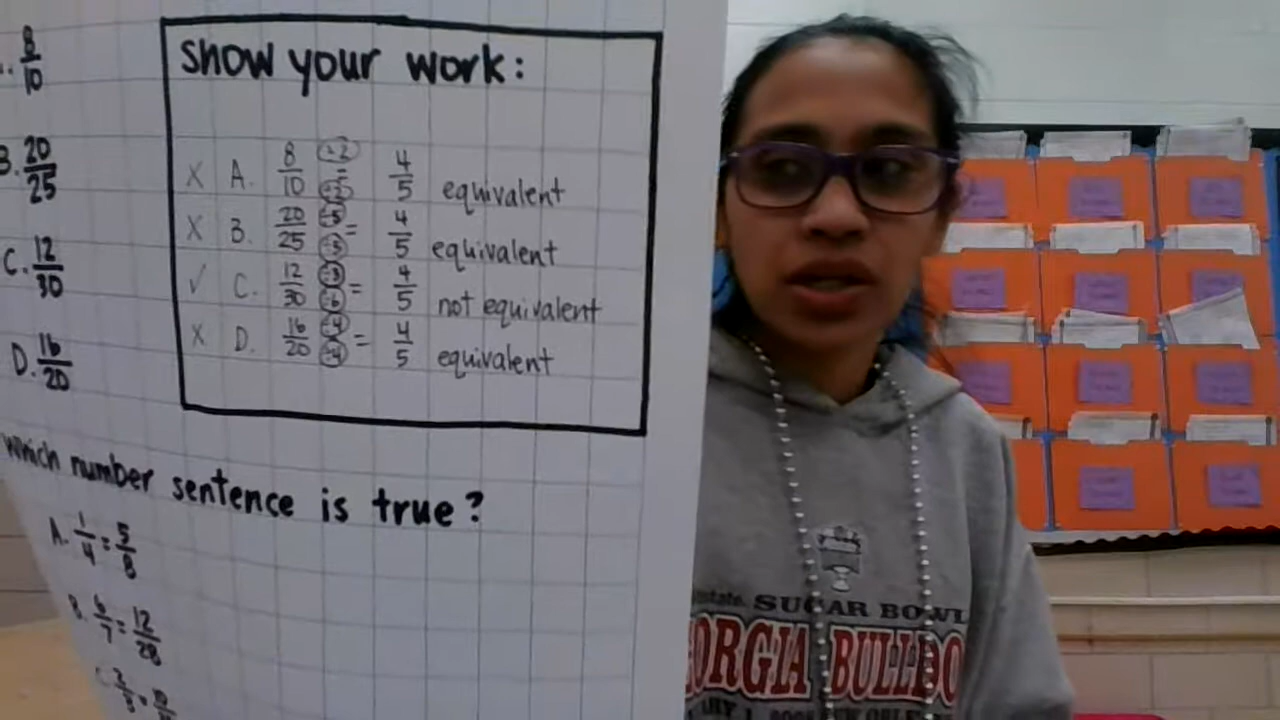 8/10
B. 20/25
C. 12/30
D. 16/20
Show your work:
X A. 8/10 ÷2/÷2 = 4/5 equivalent
X B. 20/25 ÷5/÷5 = 4/5 equivalent
✓ C. 12/30 = 4/5 not equivalent
X D. 16/20 ÷4/÷4 = 4/5 equivalent
Which number sentence is true?
A. 1/4 = 5/8
B. 6/7 = 12/28
SUGAR BOWL
ORGIA BULLDO